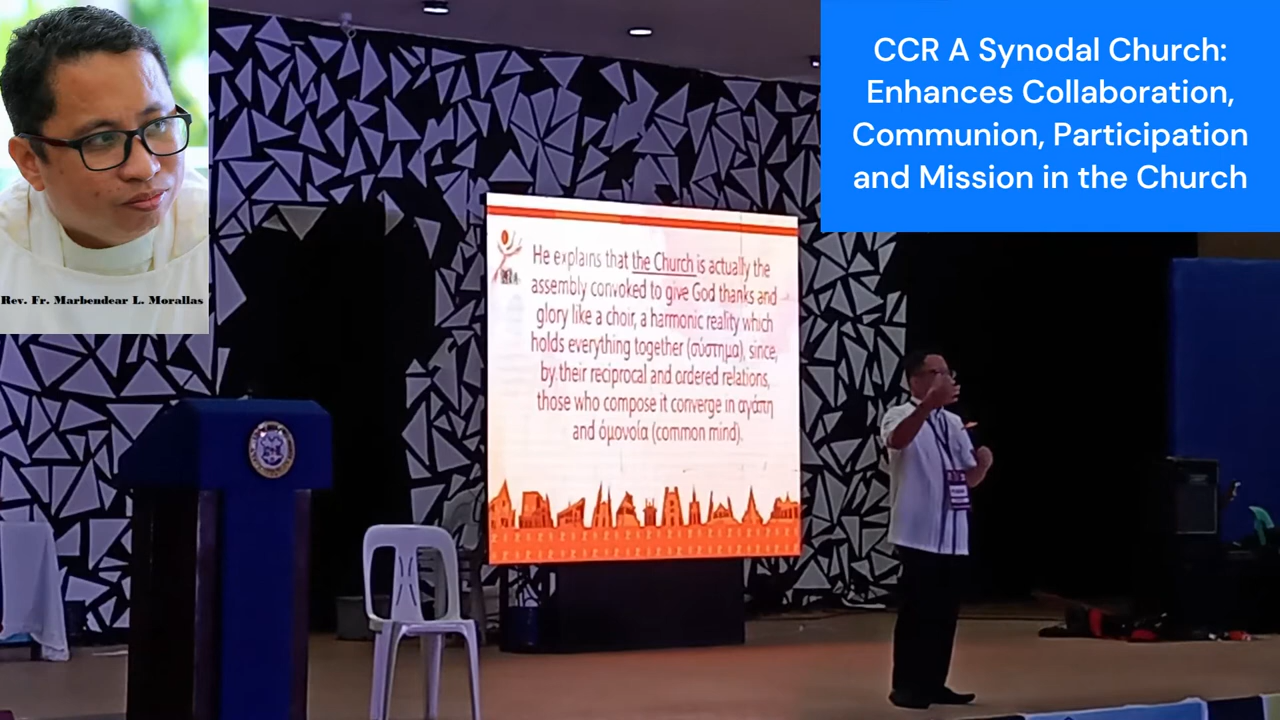 Rev. Fr. Marbendear L. Morallas
CCR A Synodal Church:
Enhances Collaboration,
Communion, Participation
and Mission in the Church
He explains that the Church is actually the
assembly convoked to give God thanks and
glory like a choir, a harmonic reality which
holds everything together (σύστημα), since,
by their reciprocal and ordered relations,
those who compose it converge in αγάπη
and ὁμονοία (common mind).